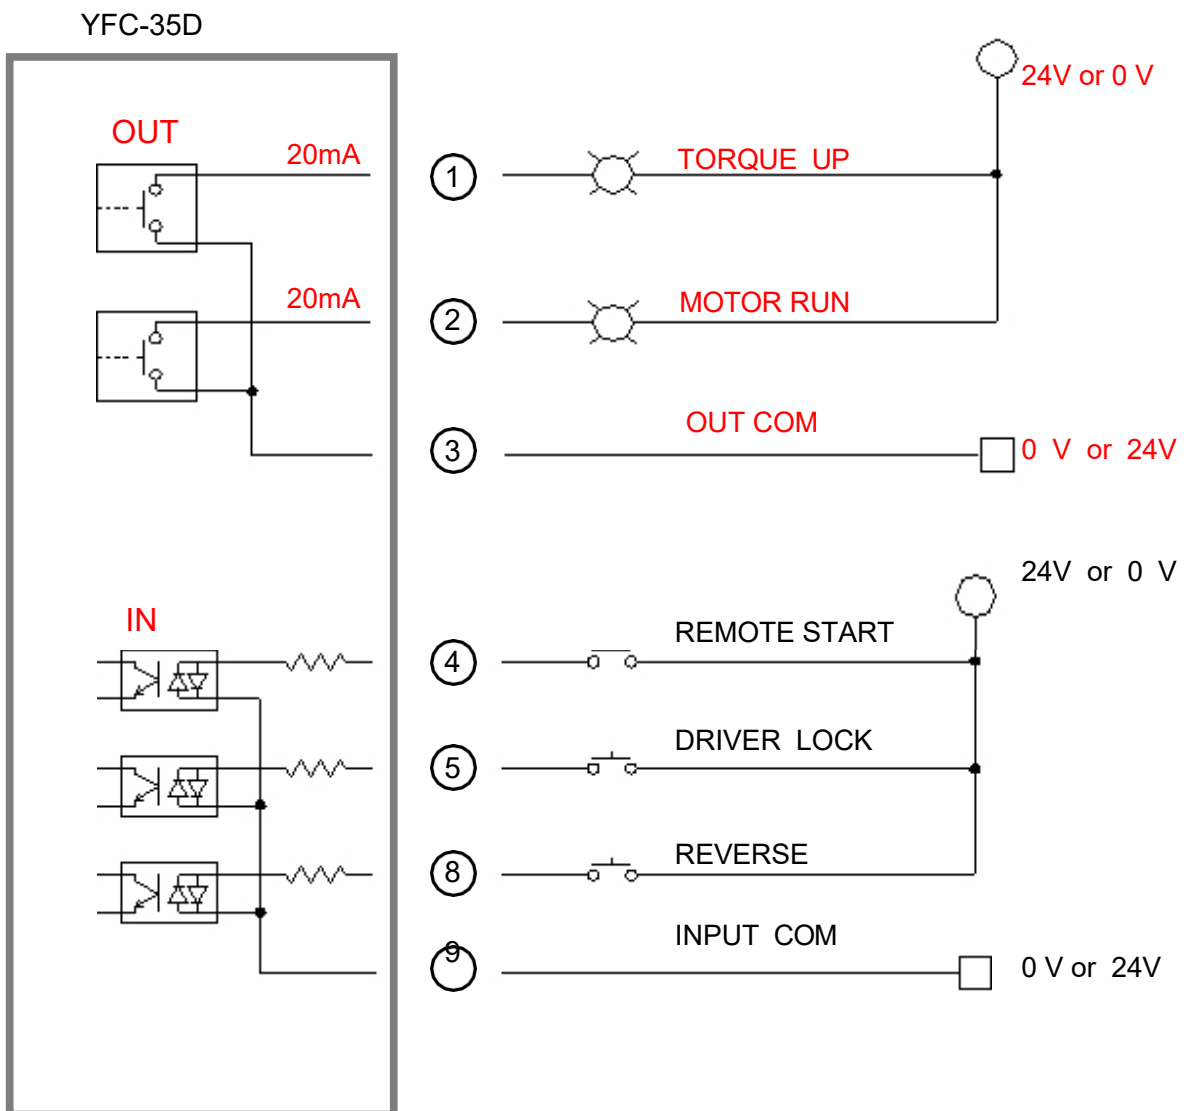 YFC-35D
24V or 0 V
OUT
20mA
1
TORQUE UP
20mA
2
MOTOR RUN
3
OUT COM
0 V or 24V
24V or 0 V
IN
4
REMOTE START
5
DRIVER LOCK
8
REVERSE
9
INPUT COM
0 V or 24V